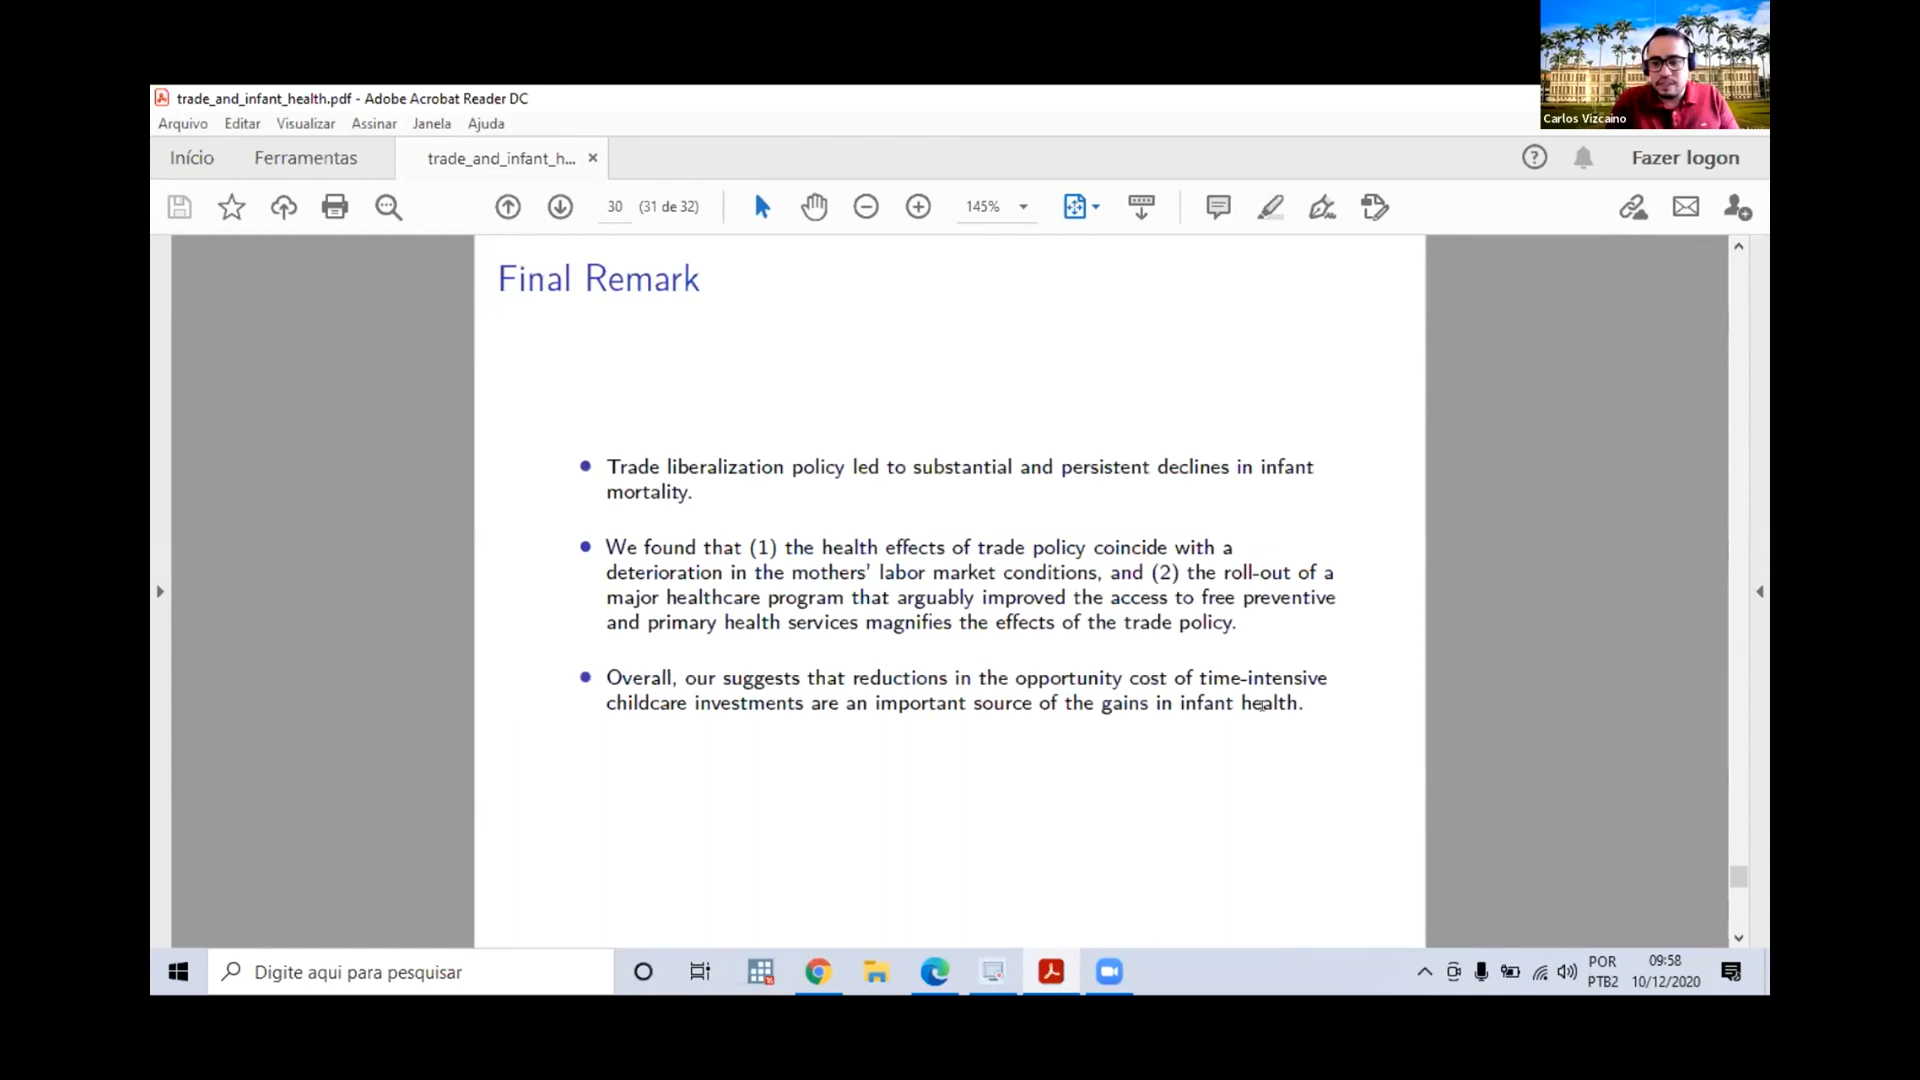 Carlos Vizcaino
trade_and_infant_health.pdf - Adobe Acrobat Reader DC
Arquivo Editar Visualizar Assinar Janela Ajuda
Início Ferramentas trade_and_infant_h... × Fazer logon
30 (31 de 32) 145%
Final Remark
Trade liberalization policy led to substantial and persistent declines in infant
mortality.
We found that (1) the health effects of trade policy coincide with a
deterioration in the mothers' labor market conditions, and (2) the roll-out of a
major healthcare program that arguably improved the access to free preventive
and primary health services magnifies the effects of the trade policy.
Overall, our suggests that reductions in the opportunity cost of time-intensive
childcare investments are an important source of the gains in infant health.
Digite aqui para pesquisar
POR
PTB2
09:58
10/12/2020